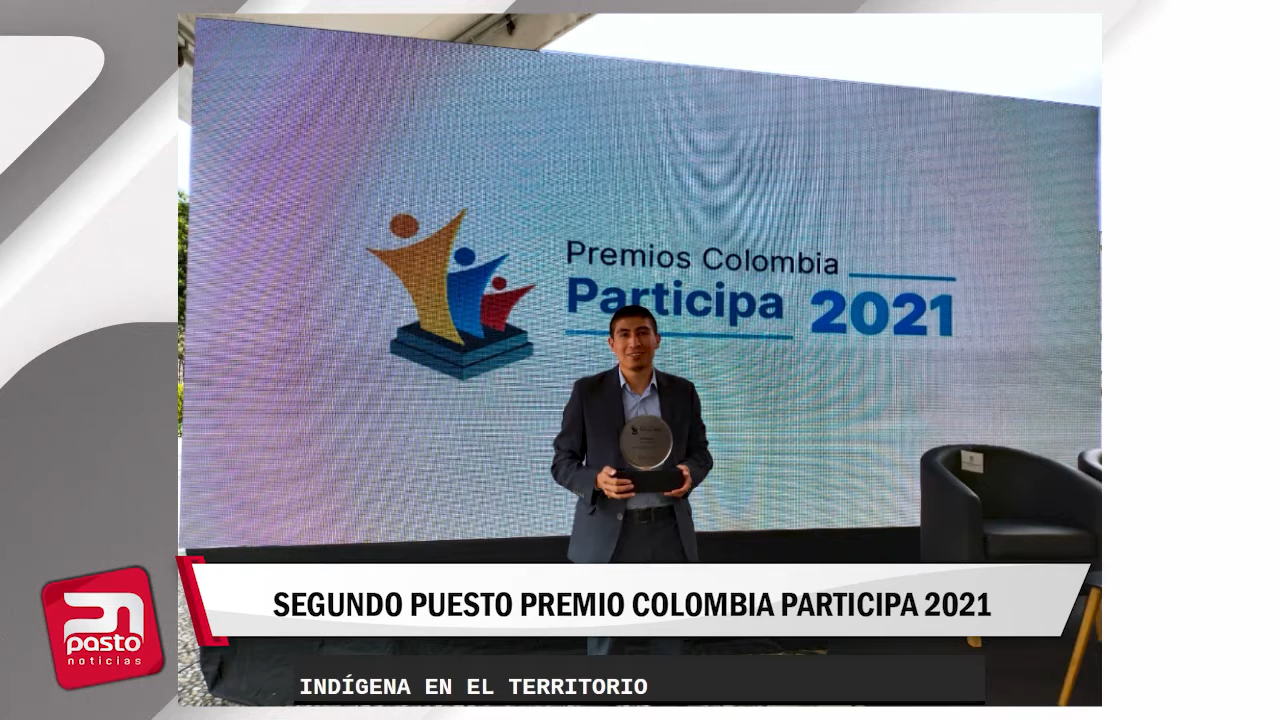 Premios Colombia
Participa 2021
SEGUNDO PUESTO PREMIO COLOMBIA PARTICIPA 2021
pasto
noticias
INDÍGENA EN EL TERRITORIO